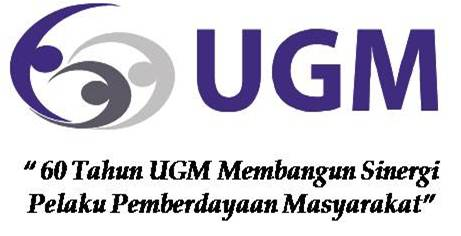 UGM
“ 60 Tahun UGM Membangun Sinergi
Pelaku Pemberdayaan Masyarakat”